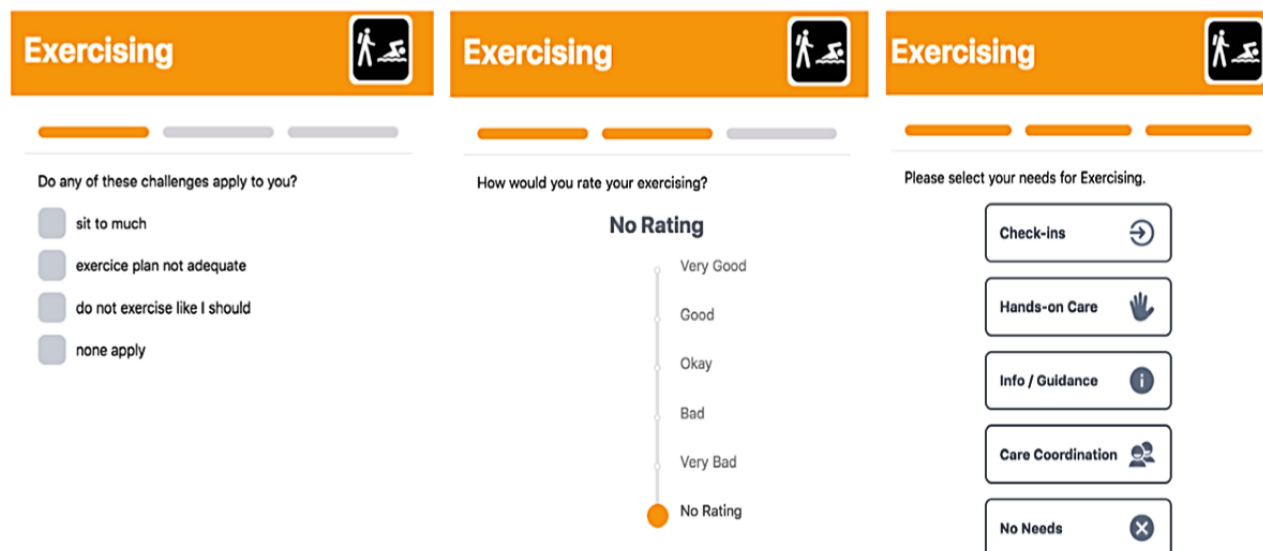 Exercising
Do any of these challenges apply to you?
sit to much
exercice plan not adequate
do not exercise like I should
none apply
Exercising
How would you rate your exercising?
No Rating
Very Good
Good
Okay
Bad
Very Bad
No Rating
Exercising
Please select your needs for Exercising.
Check-ins
Hands-on Care
Info / Guidance
Care Coordination
No Needs